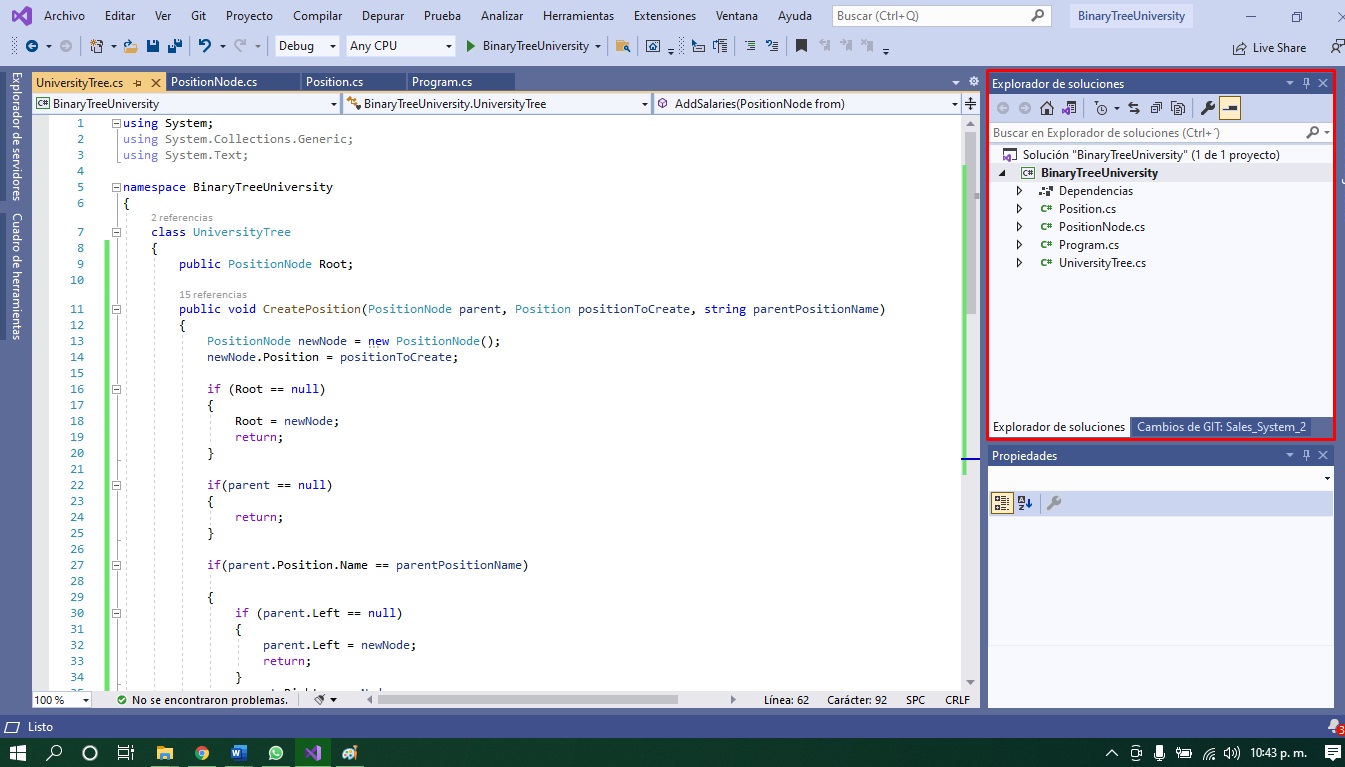 Archivo Editar Ver Git Proyecto Compilar Depurar Prueba Analizar Herramientas Extensiones Ventana Ayuda Buscar (Ctrl+Q) BinaryTreeUniversity
Debug Any CPU BinaryTreeUniversity Live Share
Explorador de servidores
Cuadro de herramientas
UniversityTree.cs PositionNode.cs Position.cs Program.cs
BinaryTreeUniversity BinaryTreeUniversity.UniversityTree AddSalaries(PositionNode from)
1 using System;
2 using System.Collections.Generic;
3 using System.Text;
4
5 namespace BinaryTreeUniversity
6 {
2 referencias
7 class UniversityTree
8 {
9 public PositionNode Root;
10
15 referencias
11 public void CreatePosition(PositionNode parent, Position positionToCreate, string parentPositionName)
12 {
13 PositionNode newNode = new PositionNode();
14 newNode.Position = positionToCreate;
15
16 if (Root == null)
17 {
18 Root = newNode;
19 return;
20 }
21
22 if(parent == null)
23 {
24 return;
25 }
26
27 if(parent.Position.Name == parentPositionName)
28
29 {
30 if (parent.Left == null)
31 {
32 parent.Left = newNode;
33 return;
34 }
100 % No se encontraron problemas. Línea: 62 Carácter: 92 SPC CRLF
Explorador de soluciones
Buscar en Explorador de soluciones (Ctrl+´)
Solución "BinaryTreeUniversity" (1 de 1 proyecto)
BinaryTreeUniversity
Dependencias
C# Position.cs
C# PositionNode.cs
C# Program.cs
C# UniversityTree.cs
Explorador de soluciones Cambios de GIT: Sales_System_2
Propiedades
Listo 3
10:43 p. m.